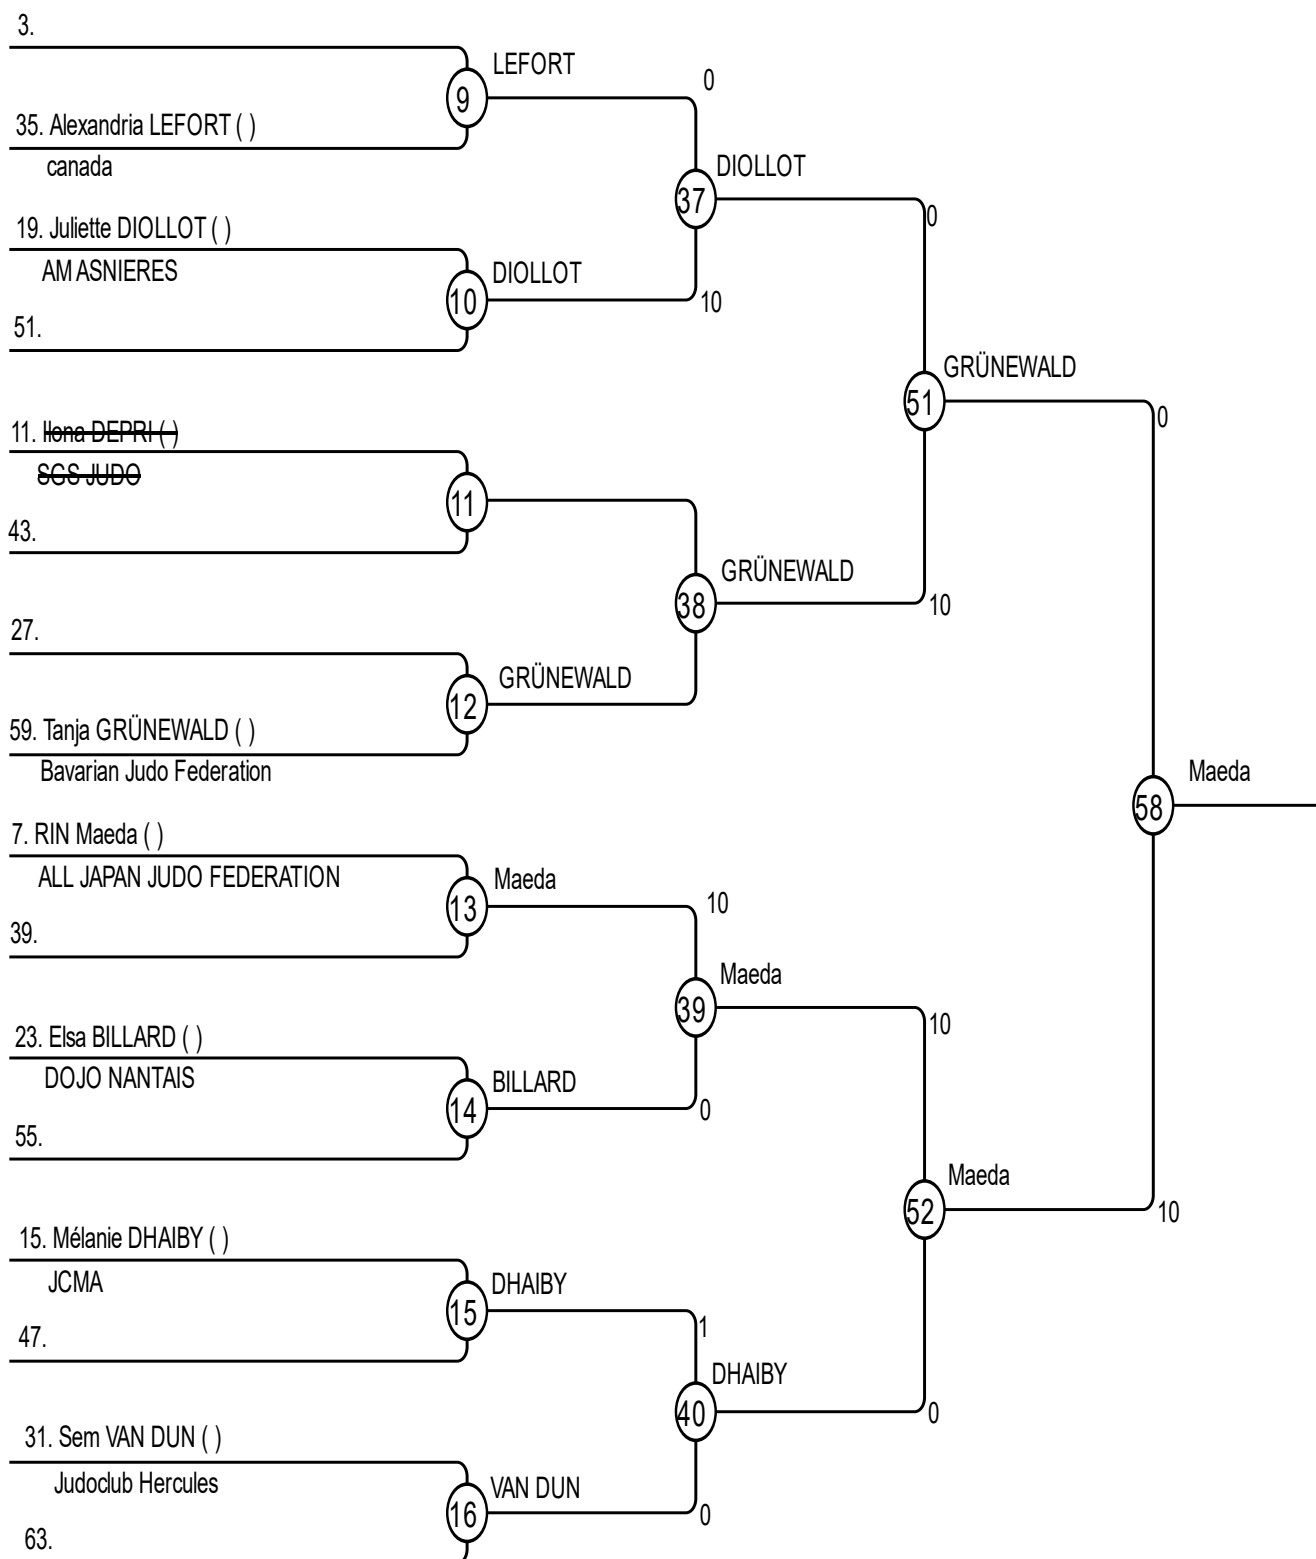 3.
LEFORT
0
9
35. Alexandria LEFORT ( )
canada
DIOLLOT
37
0
19. Juliette DIOLLOT ( )
AM ASNIERES
DIOLLOT
10
10
51.
GRÜNEWALD
51
0
11. Ilona DEPRI ( )
SGS JUDO
11
43.
GRÜNEWALD
38
10
27.
GRÜNEWALD
12
59. Tanja GRÜNEWALD ( )
Bavarian Judo Federation
Maeda
58
7. RIN Maeda ( )
ALL JAPAN JUDO FEDERATION
Maeda
10
13
39.
Maeda
39
10
23. Elsa BILLARD ( )
DOJO NANTAIS
BILLARD
14
0
55.
Maeda
52
10
15. Mélanie DHAIBY ( )
JCMA
DHAIBY
15
1
47.
DHAIBY
40
0
31. Sem VAN DUN ( )
Judoclub Hercules
VAN DUN
16
0
63.